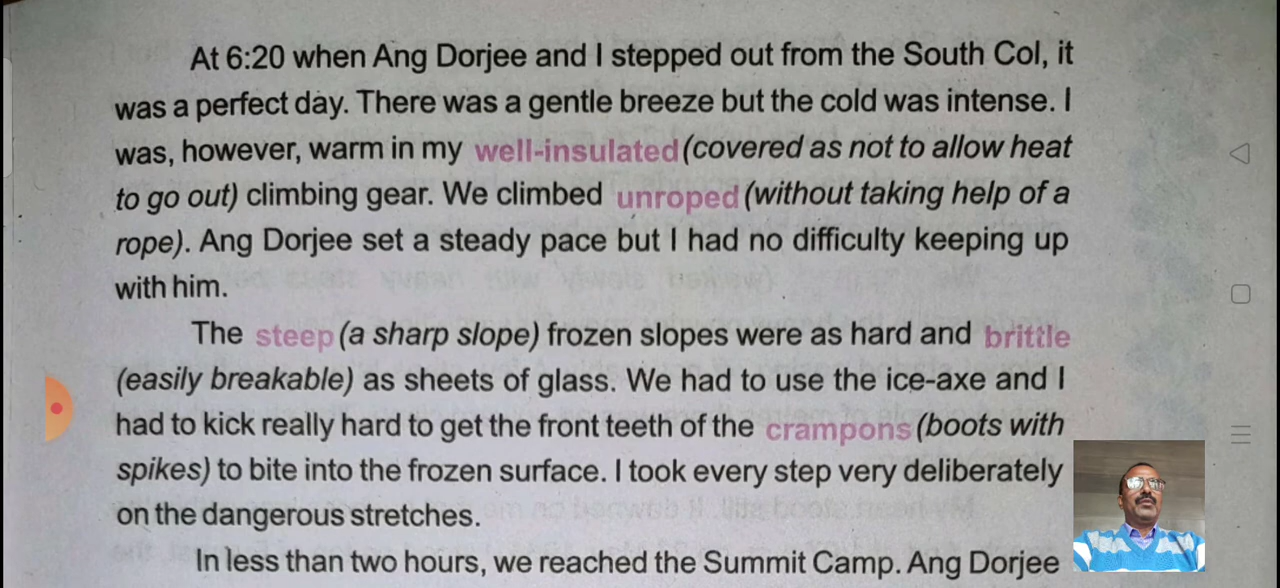 At 6:20 when Ang Dorjee and I stepped out from the South Col, it
was a perfect day. There was a gentle breeze but the cold was intense. I
was, however, warm in my well-insulated (covered as not to allow heat
to go out) climbing gear. We climbed unroped (without taking help of a
rope). Ang Dorjee set a steady pace but I had no difficulty keeping up
with him.
The steep (a sharp slope) frozen slopes were as hard and brittle
(easily breakable) as sheets of glass. We had to use the ice-axe and I
had to kick really hard to get the front teeth of the crampons (boots with
spikes) to bite into the frozen surface. I took every step very deliberately
on the dangerous stretches.
In less than two hours, we reached the Summit Camp. Ang Dorjee